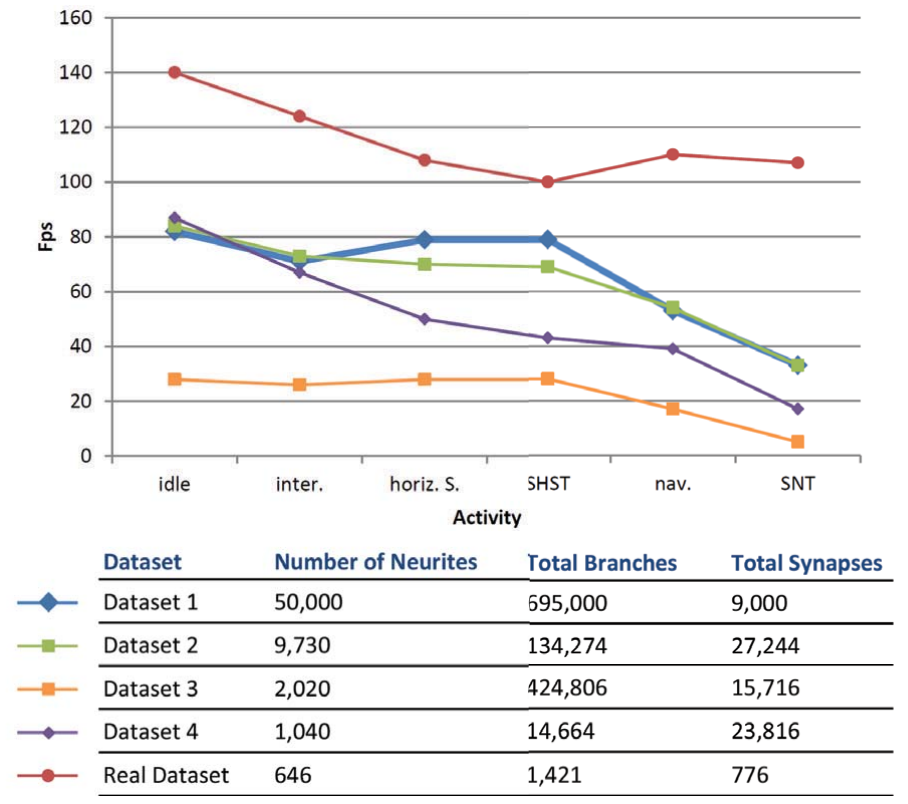 160
140
120
100
80
60
40
20
0
Fps
idle inter. horiz. S. SHST nav. SNT
Activity
Dataset Number of Neurites Total Branches Total Synapses
Dataset 1 50,000 695,000 9,000
Dataset 2 9,730 134,274 27,244
Dataset 3 2,020 424,806 15,716
Dataset 4 1,040 14,664 23,816
Real Dataset 646 1,421 776